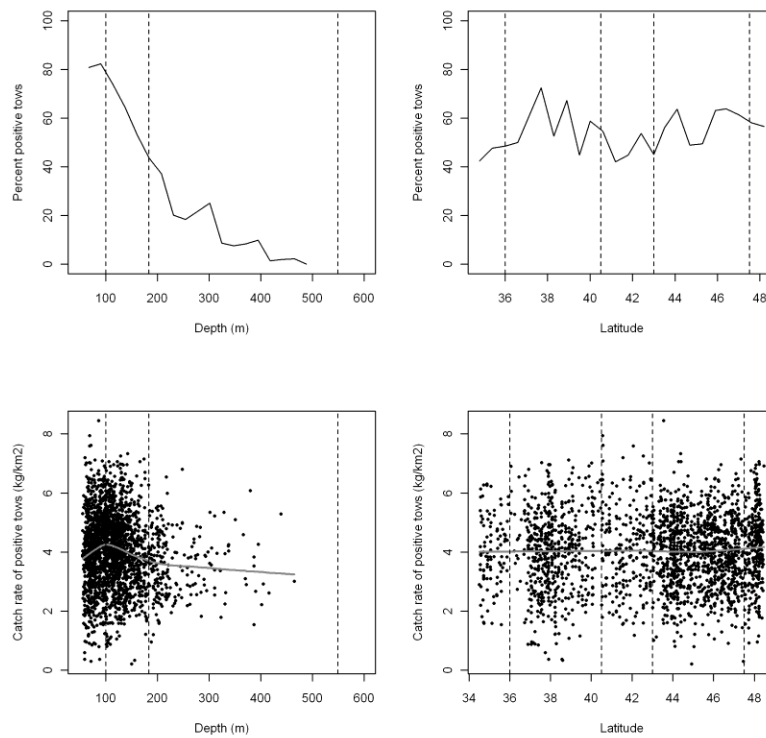 Percent positive tows
100
80
60
40
20
0
100 200 300 400 500 600
Depth (m)
Percent positive tows
100
80
60
40
20
0
36 38 40 42 44 46 48
Latitude
Catch rate of positive tows (kg/km2)
8
6
4
2
0
100 200 300 400 500 600
Depth (m)
Catch rate of positive tows (kg/km2)
8
6
4
2
0
34 36 38 40 42 44 46 48
Latitude